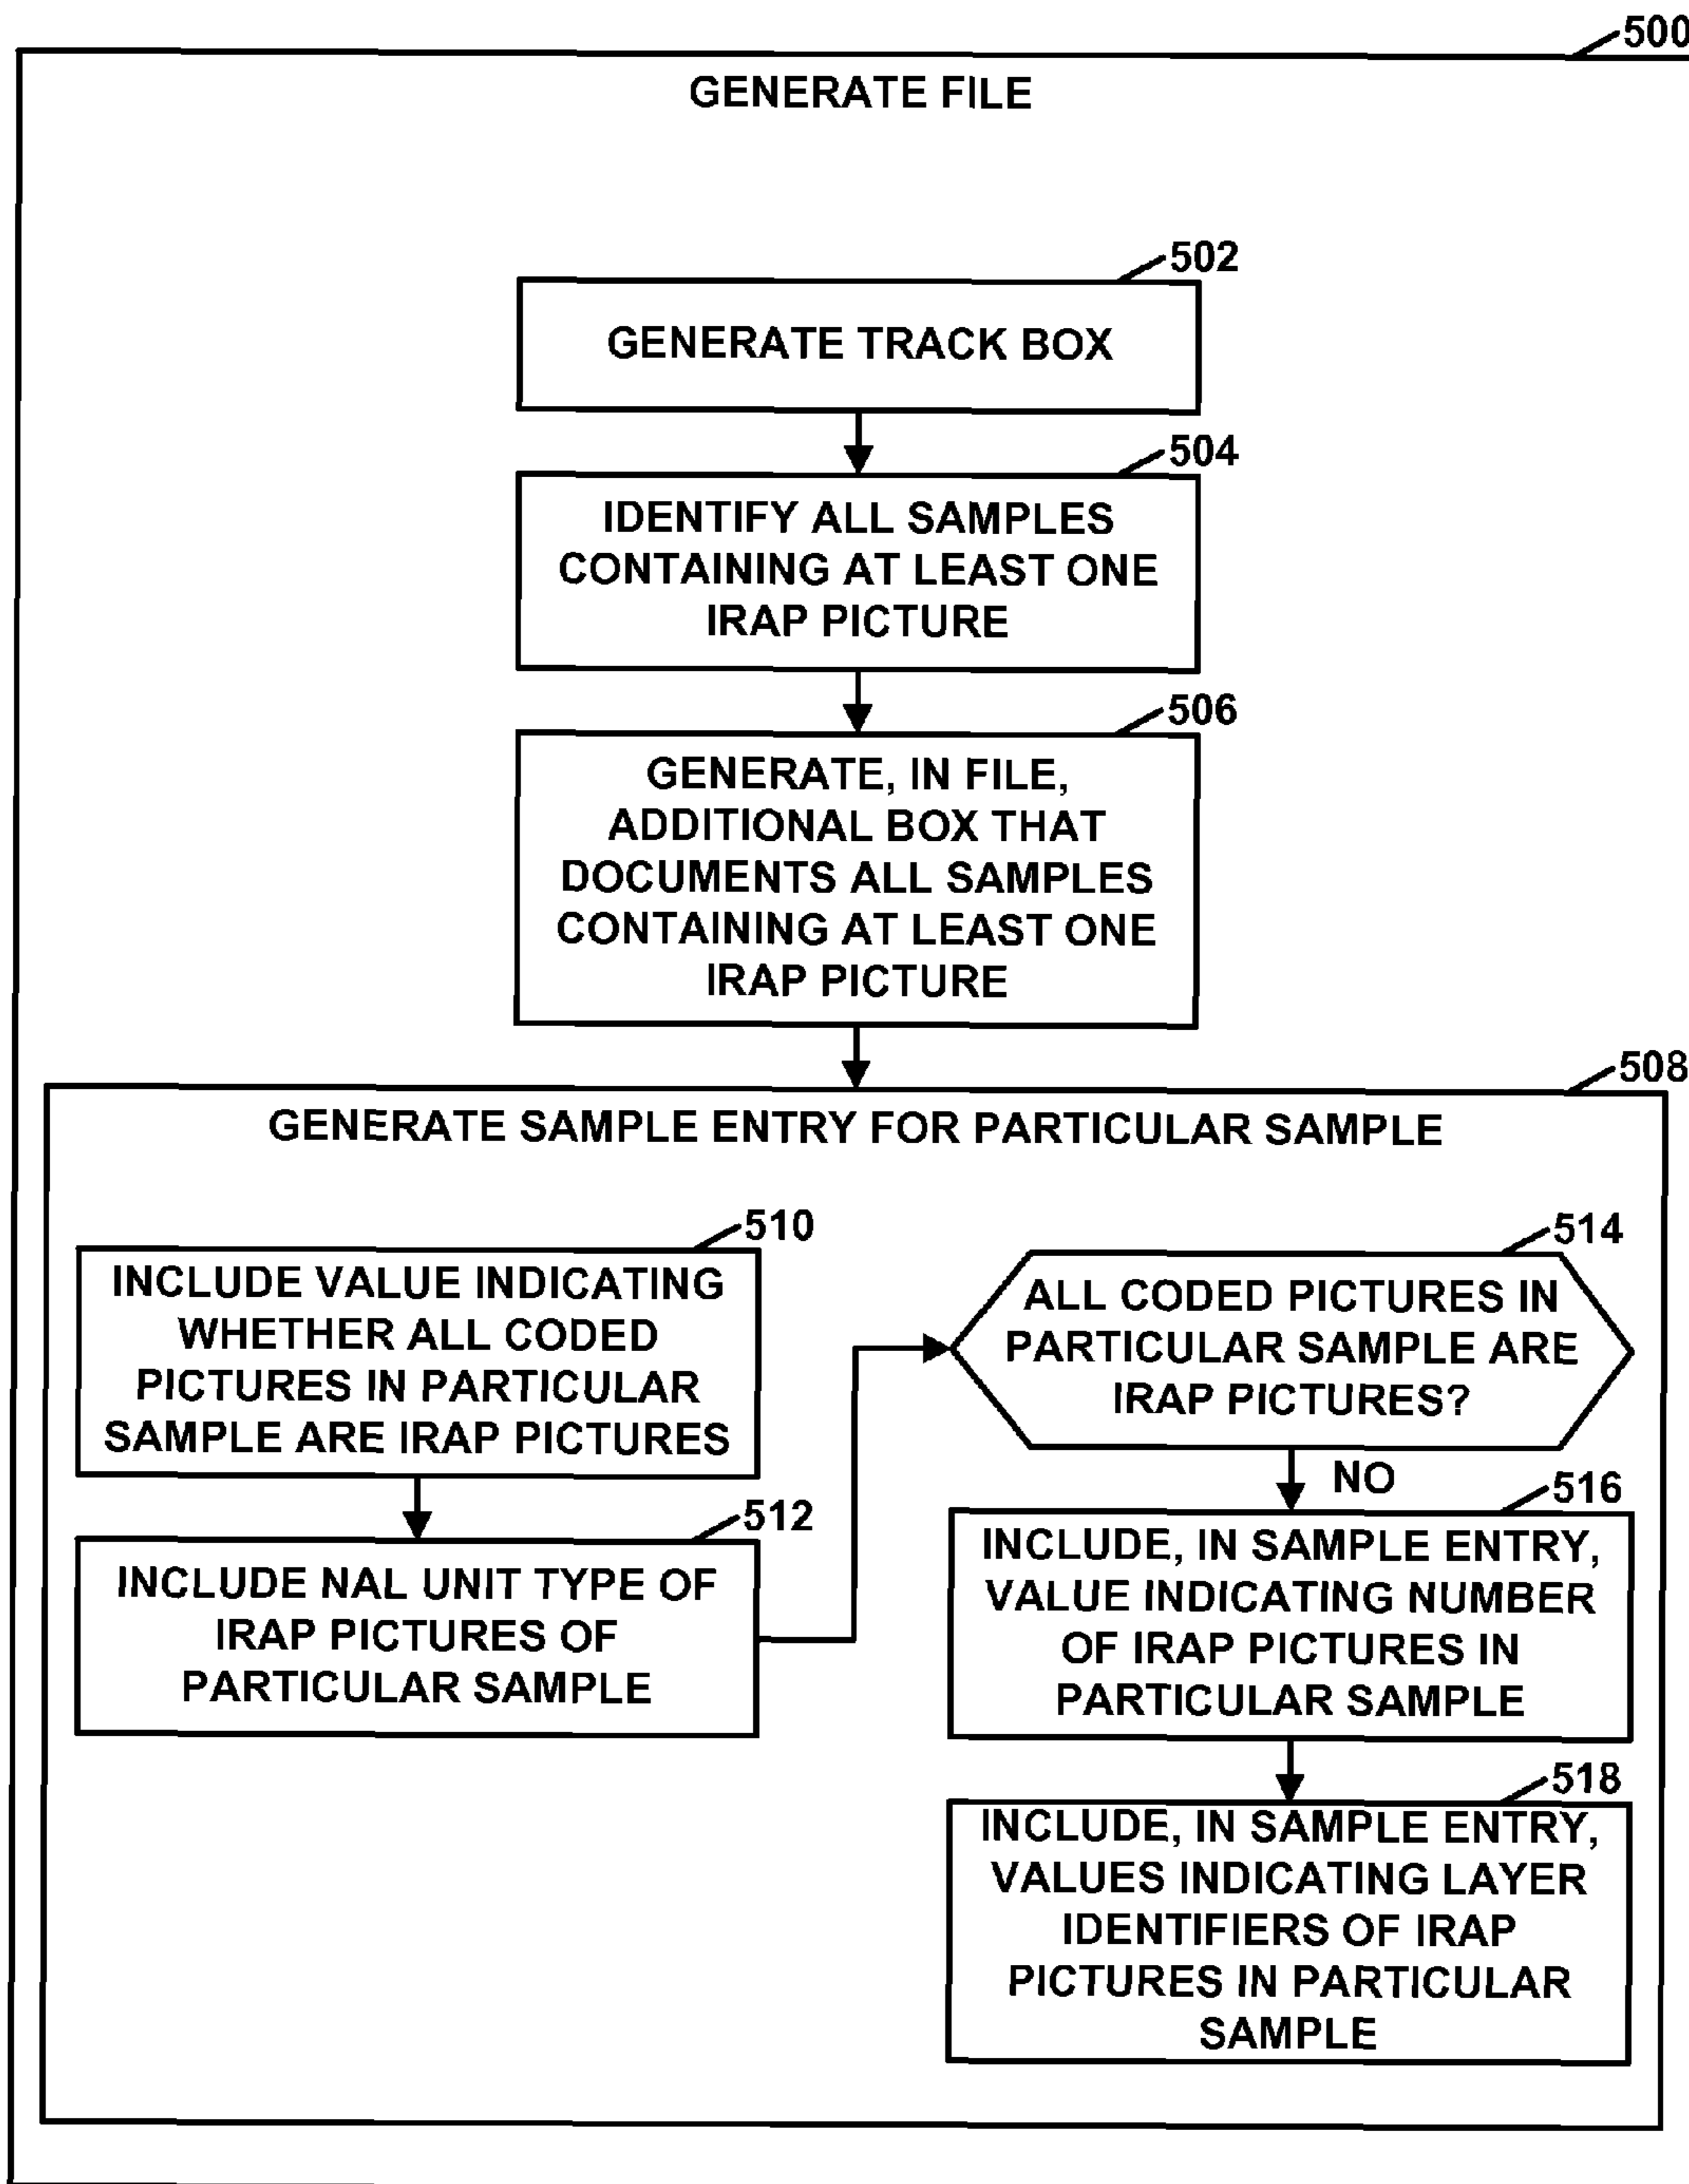 500
GENERATE FILE
502
GENERATE TRACK BOX
504
IDENTIFY ALL SAMPLES
CONTAINING AT LEAST ONE
IRAP PICTURE
506
GENERATE, IN FILE,
ADDITIONAL BOX THAT
DOCUMENTS ALL SAMPLES
CONTAINING AT LEAST ONE
IRAP PICTURE
508
GENERATE SAMPLE ENTRY FOR PARTICULAR SAMPLE
510
INCLUDE VALUE INDICATING
WHETHER ALL CODED
PICTURES IN PARTICULAR
SAMPLE ARE IRAP PICTURES
512
INCLUDE NAL UNIT TYPE OF
IRAP PICTURES OF
PARTICULAR SAMPLE
514
ALL CODED PICTURES IN
PARTICULAR SAMPLE ARE
IRAP PICTURES?
NO
516
INCLUDE, IN SAMPLE ENTRY,
VALUE INDICATING NUMBER
OF IRAP PICTURES IN
PARTICULAR SAMPLE
518
INCLUDE, IN SAMPLE ENTRY,
VALUES INDICATING LAYER
IDENTIFIERS OF IRAP
PICTURES IN PARTICULAR
SAMPLE